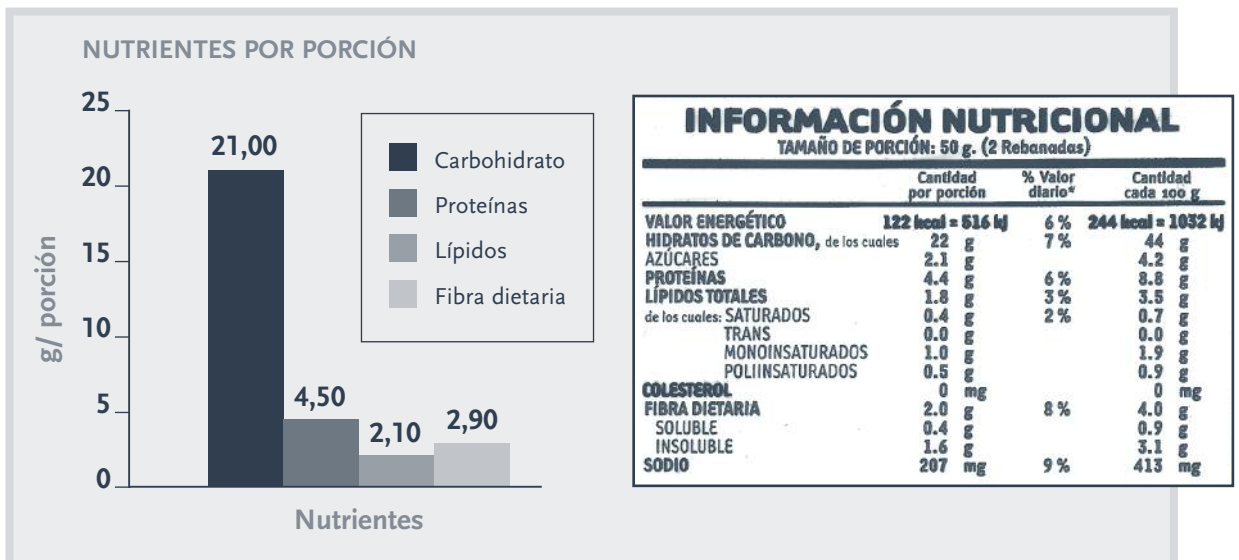 NUTRIENTES POR PORCIÓN
25
20
15
10
5
0
g/ porción
21,00
4,50
2,10
2,90
Nutrientes
Carbohidrato
Proteínas
Lípidos
Fibra dietaria
INFORMACIÓN NUTRICIONAL
TAMAÑO DE PORCIÓN: 50 g. (2 Rebanadas)
Cantidad por porción % Valor diario* Cantidad cada 100 g
VALOR ENERGÉTICO 122 kcal = 516 kJ 6 % 244 kcal = 1032 kJ
HIDRATOS DE CARBONO, de los cuales 22 g 7 % 44 g
AZÚCARES 2.1 g 4.2 g
PROTEÍNAS 4.4 g 6 % 8.8 g
LÍPIDOS TOTALES 1.8 g 3 % 3.5 g
de los cuales: SATURADOS 0.4 g 2 % 0.7 g
TRANS 0.0 g 0.0 g
MONOINSATURADOS 1.0 g 1.9 g
POLIINSATURADOS 0.5 g 0.9 g
COLESTEROL 0 mg 0 mg
FIBRA DIETARIA 2.0 g 8 % 4.0 g
SOLUBLE 0.4 g 0.9 g
INSOLUBLE 1.6 g 3.1 g
SODIO 207 mg 9 % 413 mg